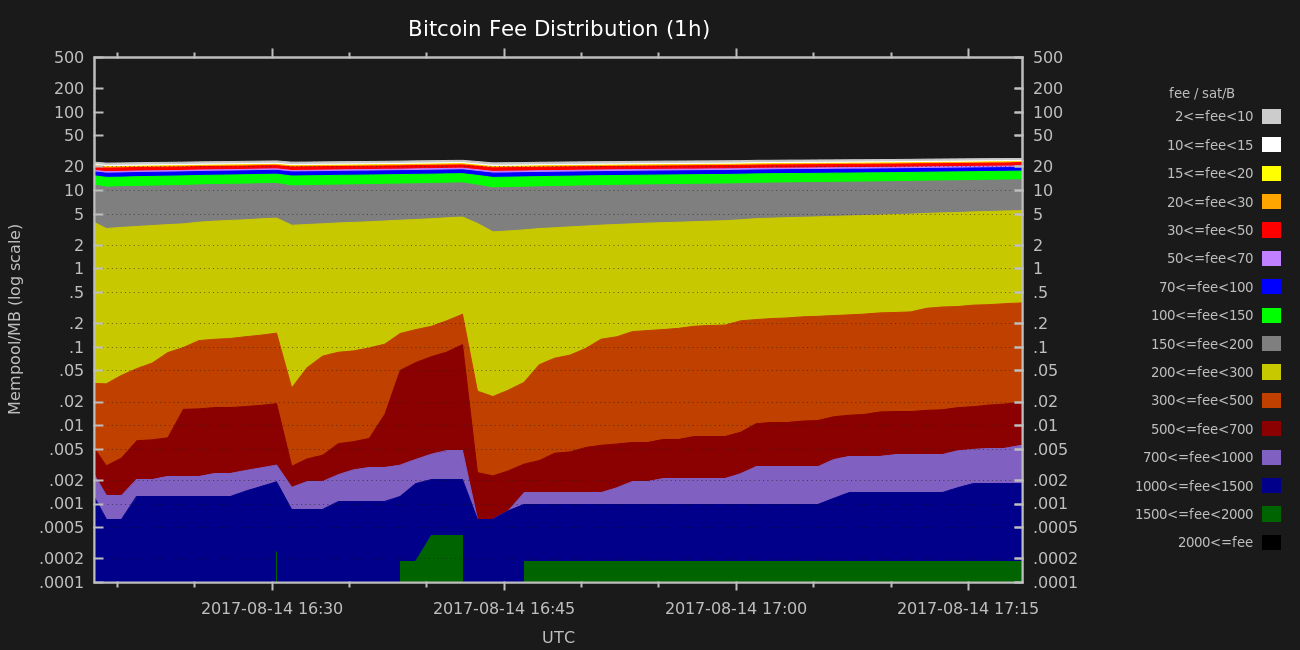 Bitcoin Fee Distribution (1h)
500
200
100
50
20
10
5
2
1
.5
.2
.1
.05
.02
.01
.005
.002
.001
.0005
.0002
.0001
Mempool/MB (log scale)
500
200
100
50
20
10
5
2
1
.5
.2
.1
.05
.02
.01
.005
.002
.001
.0005
.0002
.0001
2017-08-14 16:30 2017-08-14 16:45 2017-08-14 17:00 2017-08-14 17:15
UTC
fee / sat/B
2<=fee<10
10<=fee<15
15<=fee<20
20<=fee<30
30<=fee<50
50<=fee<70
70<=fee<100
100<=fee<150
150<=fee<200
200<=fee<300
300<=fee<500
500<=fee<700
700<=fee<1000
1000<=fee<1500
1500<=fee<2000
2000<=fee